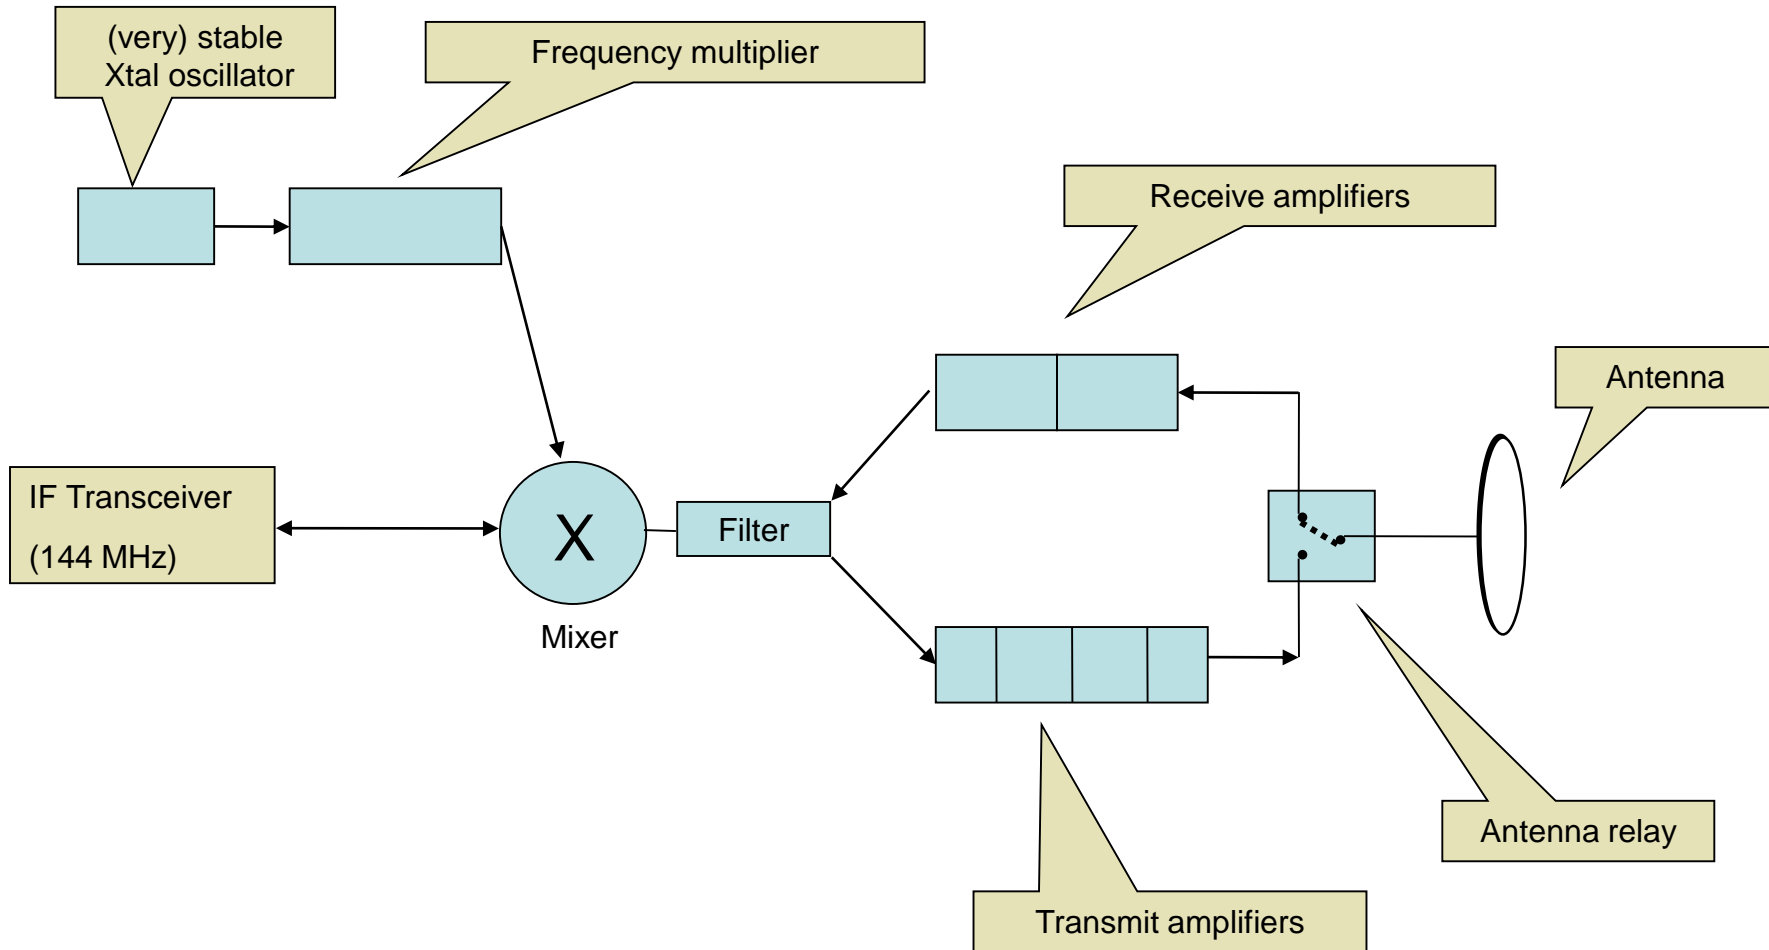 (very) stable
Xtal oscillator
Frequency multiplier
Receive amplifiers
Antenna
IF Transceiver
(144 MHz)
X
Filter
Mixer
Antenna relay
Transmit amplifiers